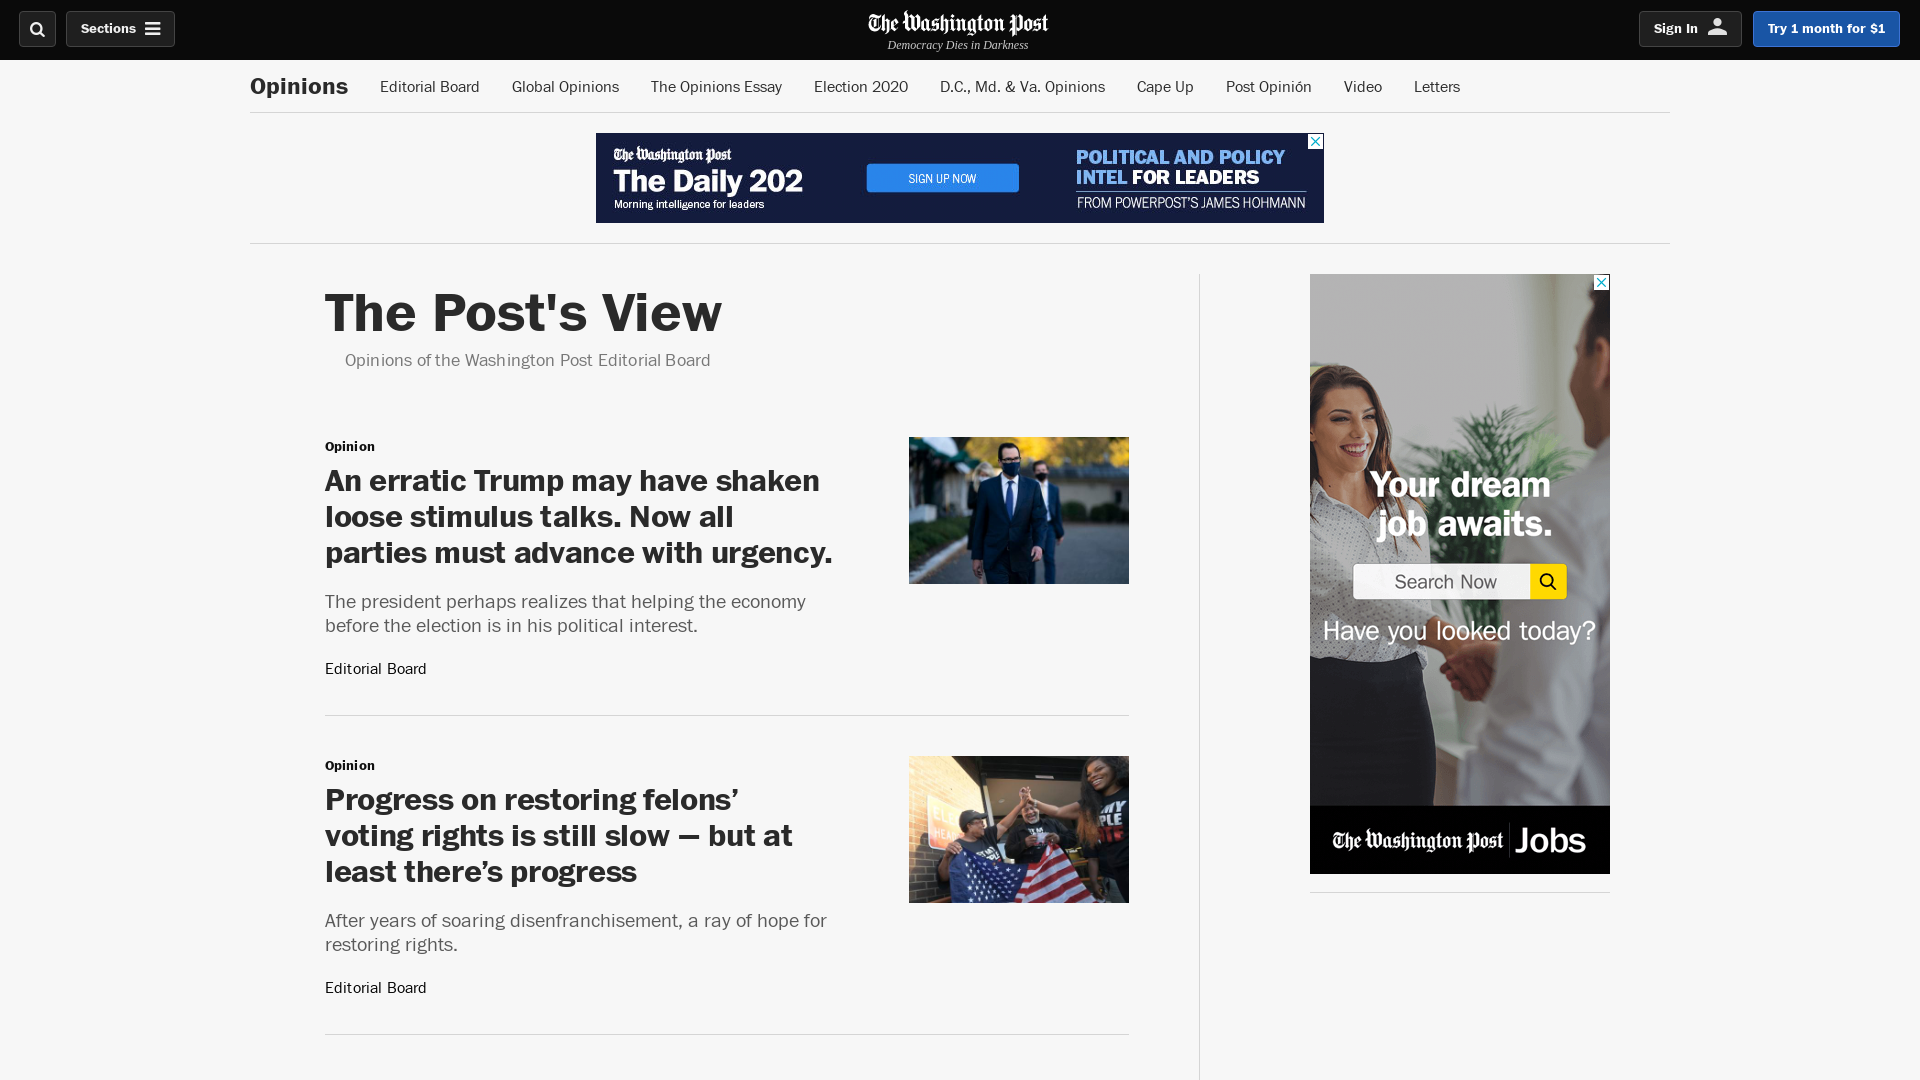 Sections
The Washington Post
Democracy Dies in Darkness
Sign In
Try 1 month for $1
Opinions
Editorial Board
Global Opinions
The Opinions Essay
Election 2020
D.C., Md. & Va. Opinions
Cape Up
Post Opinión
Video
Letters
The Washington Post
The Daily 202
Morning intelligence for leaders
SIGN UP NOW
POLITICAL AND POLICY
INTEL FOR LEADERS
FROM POWERPOST'S JAMES HOHMANN
The Post's View
Opinions of the Washington Post Editorial Board
Opinion
An erratic Trump may have shaken
loose stimulus talks. Now all
parties must advance with urgency.
The president perhaps realizes that helping the economy
before the election is in his political interest.
Editorial Board
Opinion
Progress on restoring felons’
voting rights is still slow — but at
least there’s progress
After years of soaring disenfranchisement, a ray of hope for
restoring rights.
Editorial Board
Your dream
job awaits.
Search Now
Have you looked today?
The Washington Post
Jobs